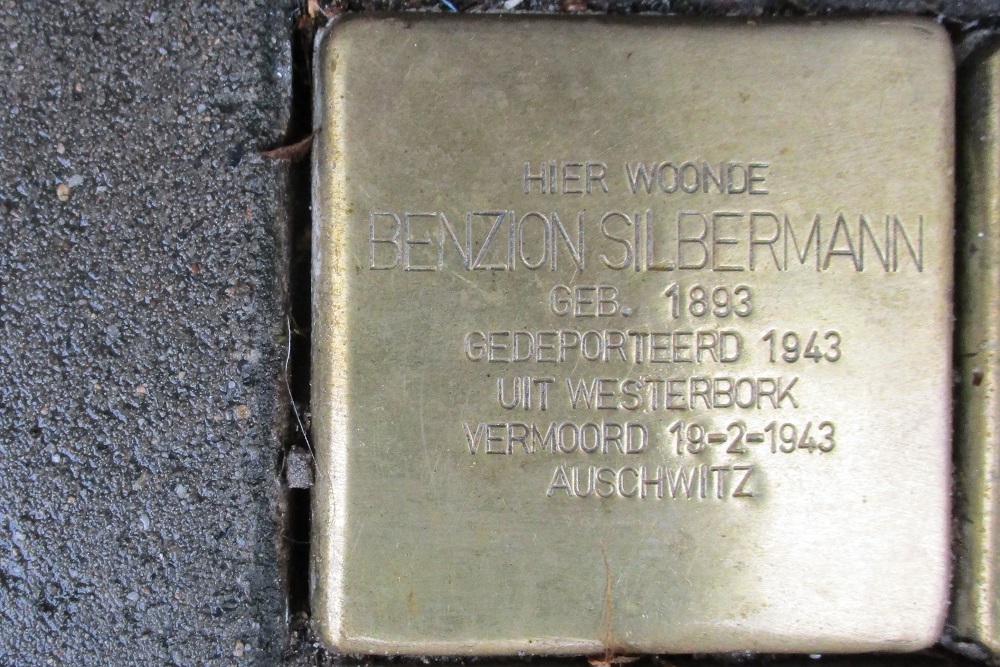 HIER WOONDE
BENZION SILBERMANN
GEB. 1893
GEDEPORTEERD 1943
UIT WESTERBORK
VERMOORD 19-2-1943
AUSCHWITZ